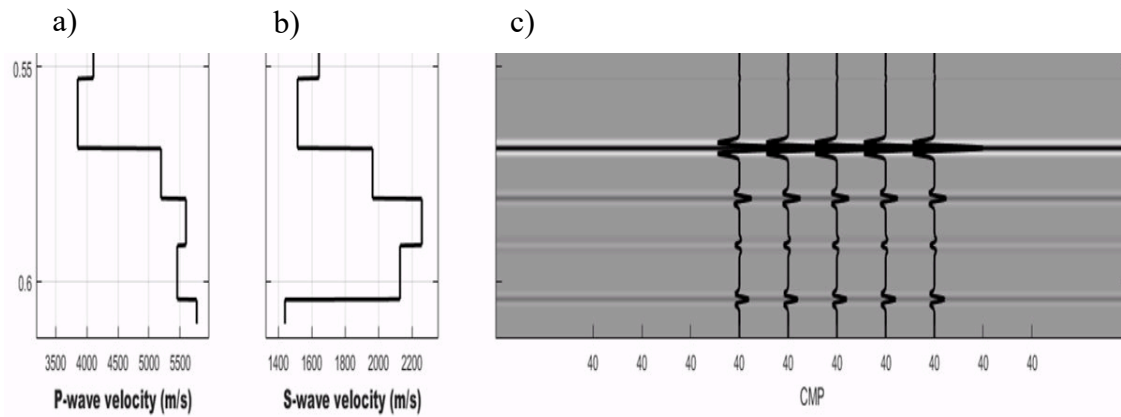 a)
b)
c)
0.55
0.6
3500 4000 4500 5000 5500
P-wave velocity (m/s)
1400 1600 1800 2000 2200
S-wave velocity (m/s)
40 40 40 40 40 40 40 40 40 40
CMP